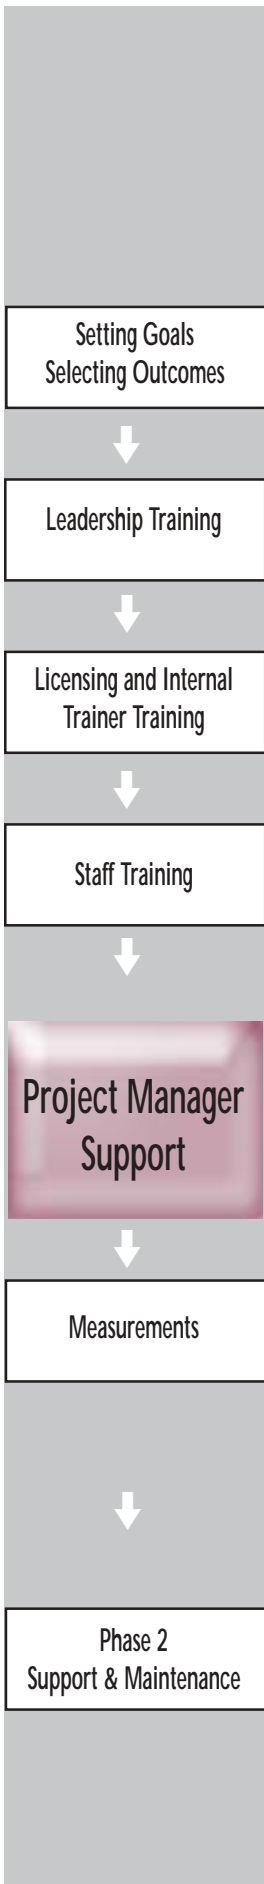 Setting Goals
Selecting Outcomes
Leadership Training
Licensing and Internal
Trainer Training
Staff Training
Project Manager
Support
Measurements
Phase 2
Support & Maintenance